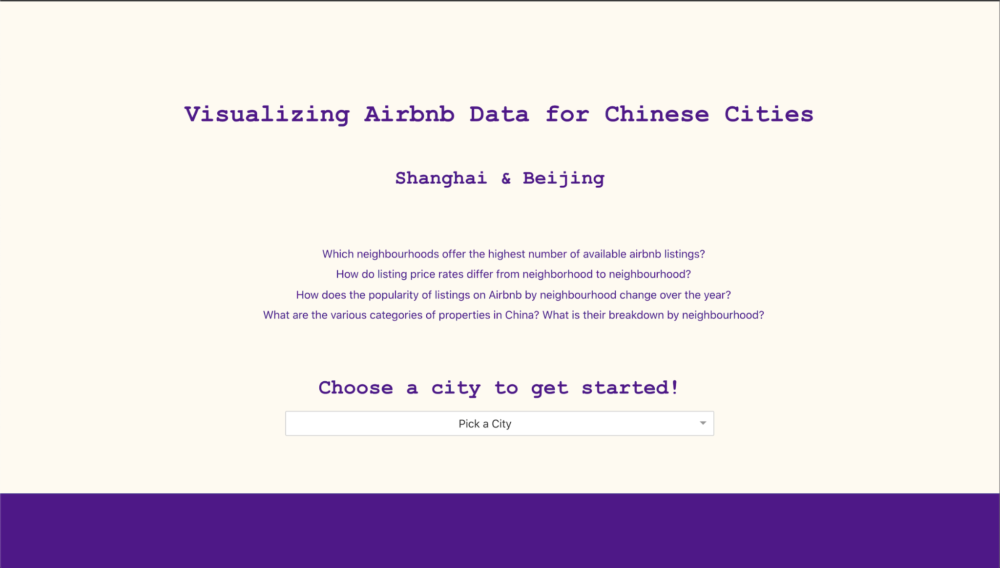 Visualizing Airbnb Data for Chinese Cities
Shanghai & Beijing
Which neighbourhoods offer the highest number of available airbnb listings?
How do listing price rates differ from neighborhood to neighbourhood?
How does the popularity of listings on Airbnb by neighbourhood change over the year?
What are the various categories of properties in China? What is their breakdown by neighbourhood?
Choose a city to get started!
Pick a City